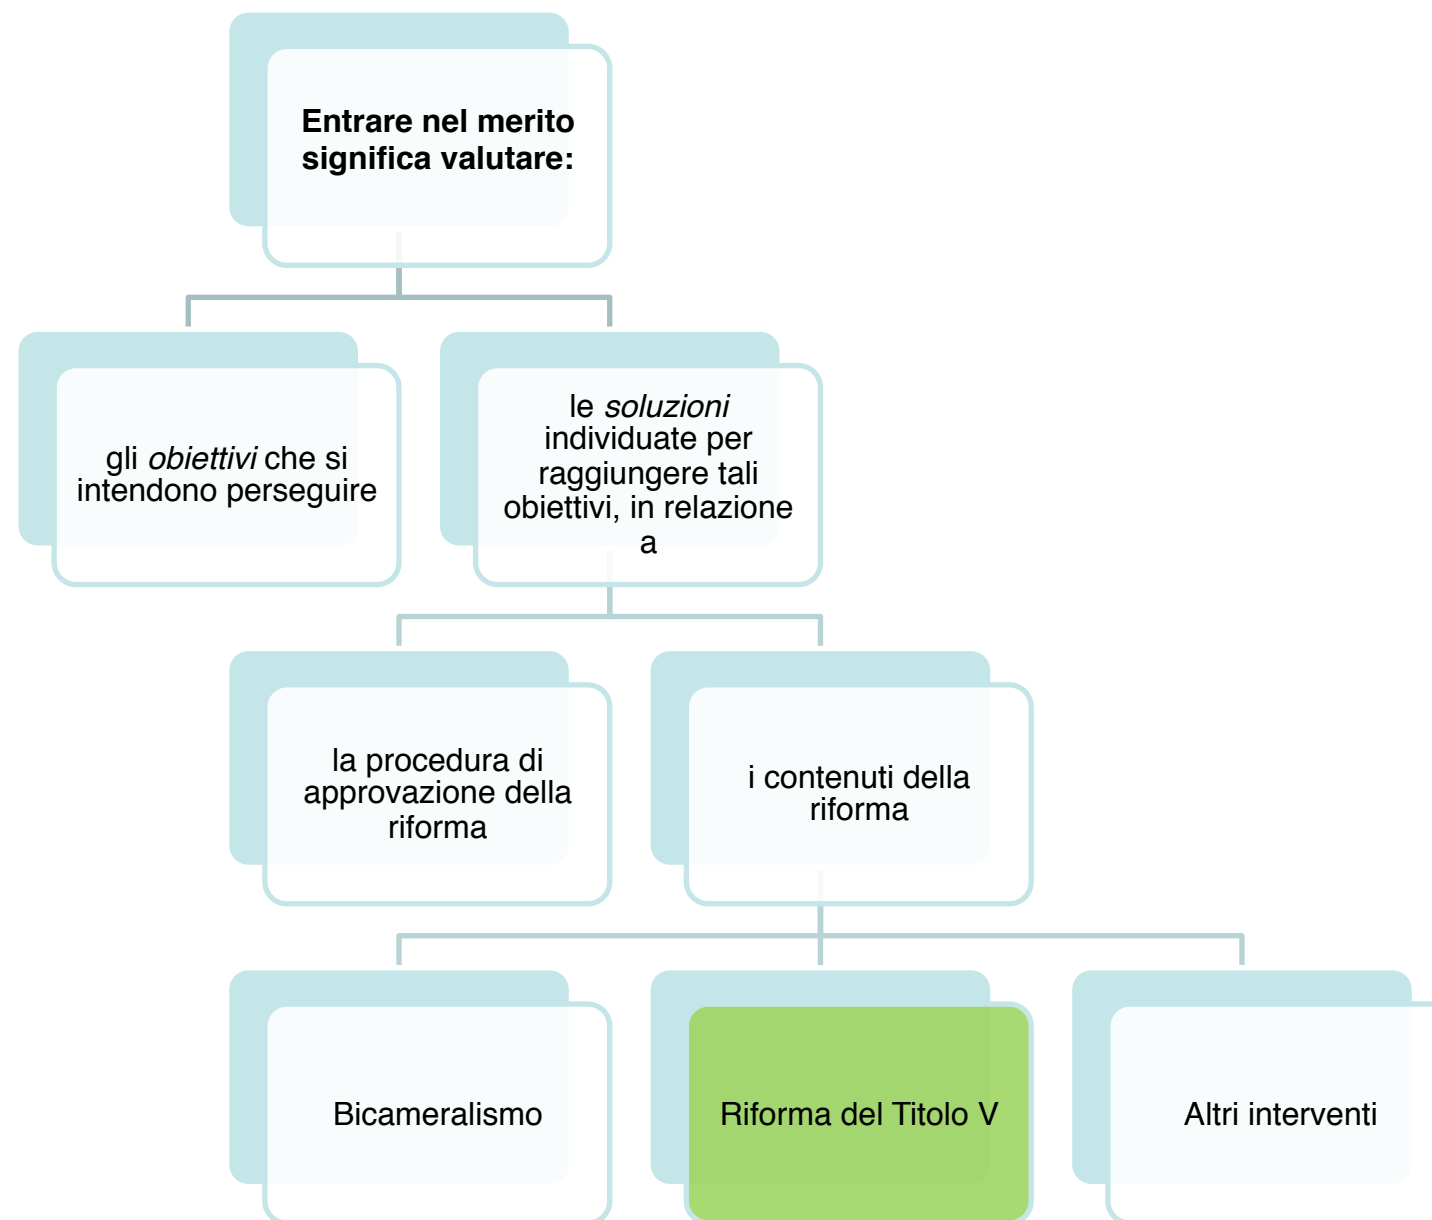 Entrare nel merito
significa valutare:
gli obiettivi che si
intendono perseguire
le soluzioni
individuate per
raggiungere tali
obiettivi, in relazione
a
la procedura di
approvazione della
riforma
i contenuti della
riforma
Bicameralismo
Riforma del Titolo V
Altri interventi